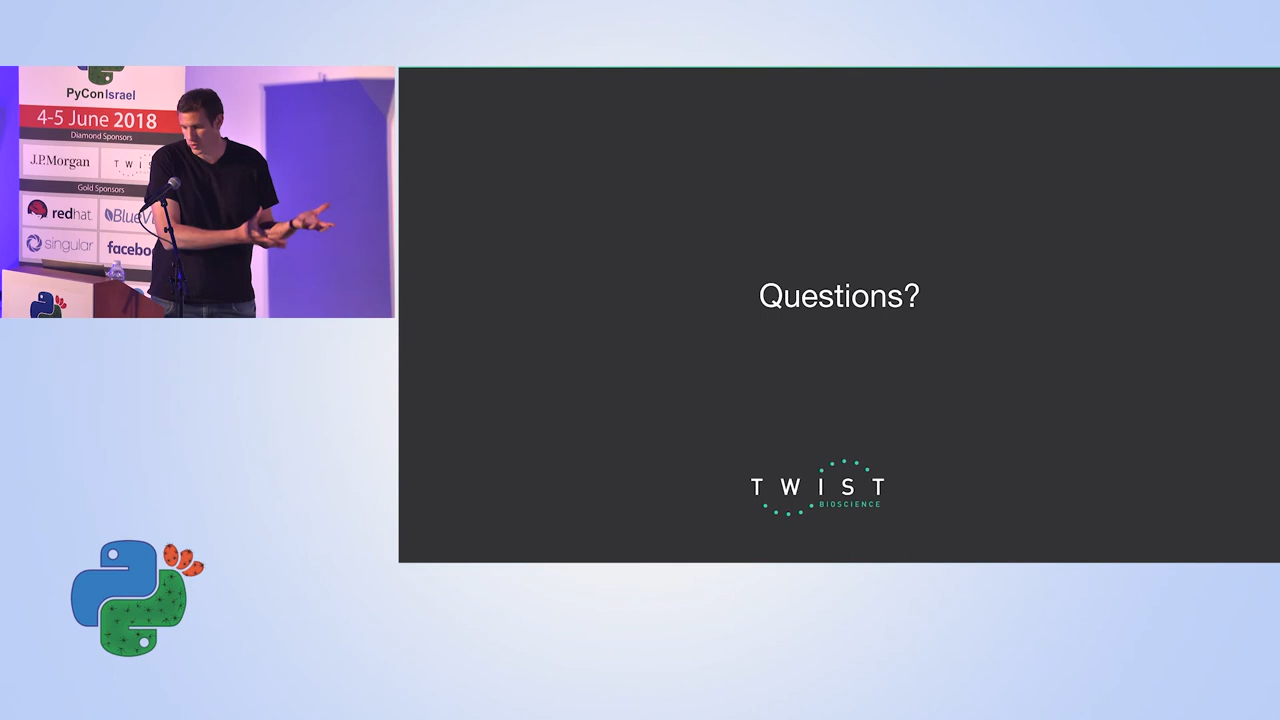 PyConIsrael
4-5 June 2018
Diamond Sponsors
J.P.Morgan
Gold Sponsors
redhat.
singular
Questions?
TWIST
BIOSCIENCE